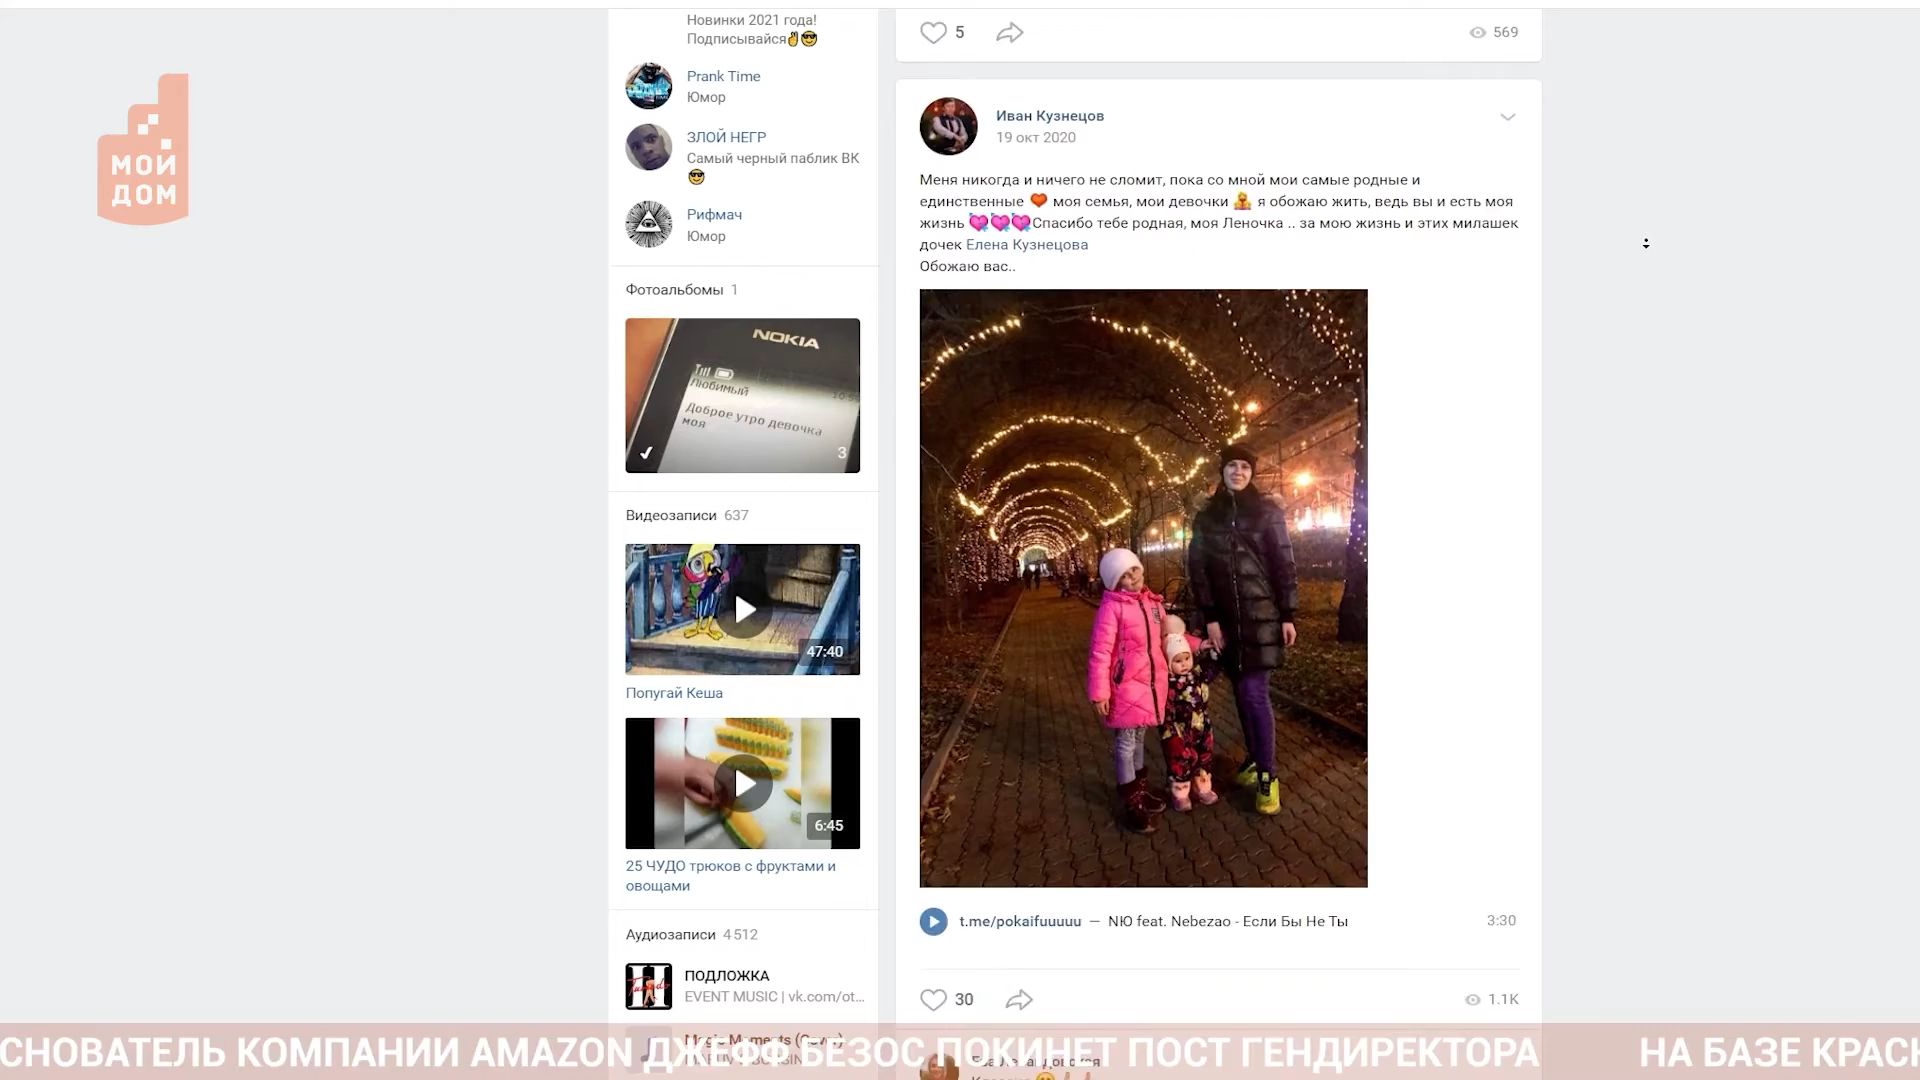 Новинки 2021 года!
Подписывайся✌😎
Prank Time
Юмор
ЗЛОЙ НЕГР
Самый черный паблик ВК
😎
Рифмач
Юмор
Фотоальбомы 1
NOKIA
Любимый
Доброе утро девочка
моя
3
Видеозаписи 637
47:40
Попугай Кеша
6:45
25 ЧУДО трюков с фруктами и
овощами
Аудиозаписи 4 512
ПОДЛОЖКА
EVENT MUSIC | vk.com/ot...
Magic Moments (Cover)
5
569
Иван Кузнецов
19 окт 2020
Меня никогда и ничего не сломит, пока со мной мои самые родные и
единственные ❤ моя семья, мои девочки 👩‍👧 я обожаю жить, ведь вы и есть моя
жизнь 💘💘💘Спасибо тебе родная, моя Леночка .. за мою жизнь и этих милашек
дочек Елена Кузнецова
Обожаю вас..
t.me/pokaifuuuuu — NЮ feat. Nebezao - Если Бы Не Ты 3:30
30
1.1K
МОЙ
ДОМ
СНОВАТЕЛЬ КОМПАНИИ AMAZON ДЖЕФФ БЕЗОС ПОКИНЕТ ПОСТ ГЕНДИРЕКТОРА НА БАЗЕ КРАСН